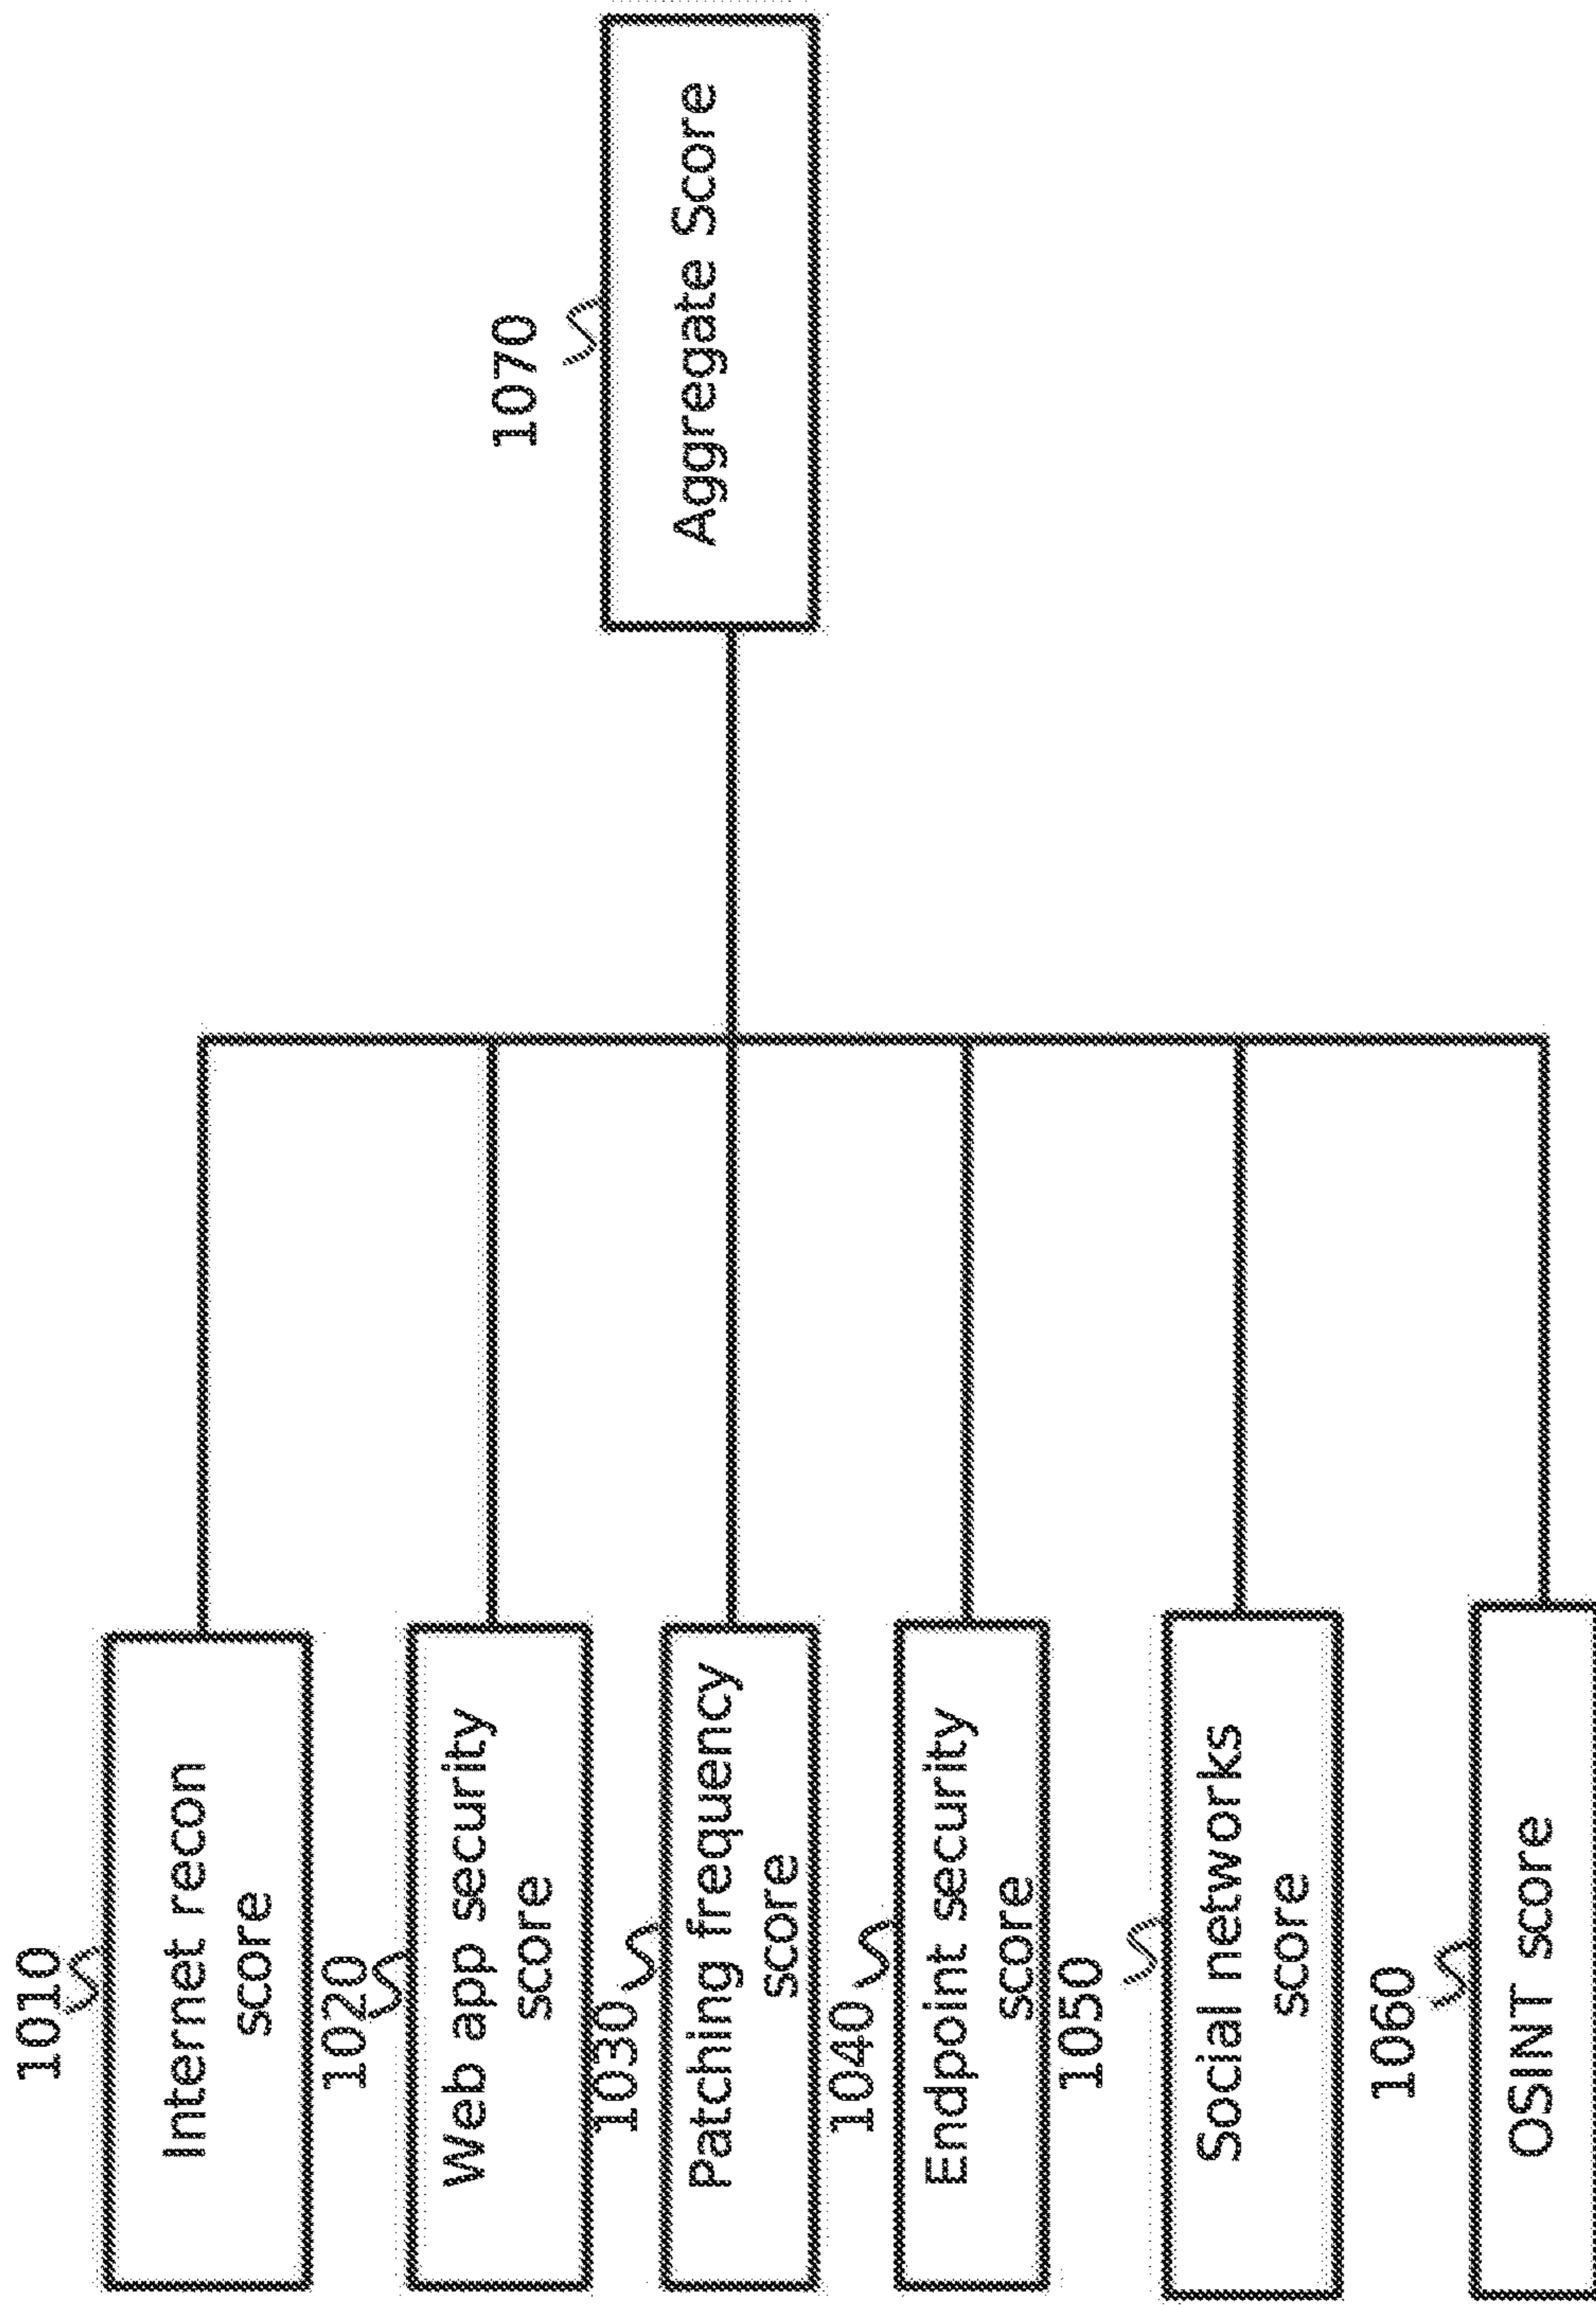 1010
Internet recon
score
1020
Web app security
score
1030
Patching frequency
score
1040
Endpoint security
score
1050
Social networks
score
1060
OSINT score
1070
Aggregate Score